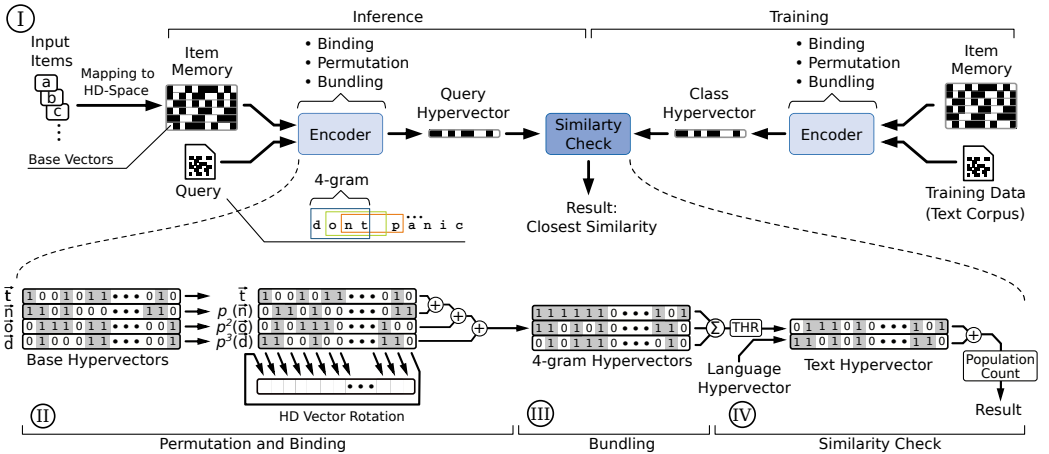 I
Inference
Training
Input
Items
a
b
c
Mapping to
HD-Space
Item
Memory
Base Vectors
Query
• Binding
• Permutation
• Bundling
Encoder
Query
Hypervector
Similarty
Check
Result:
Closest Similarity
Class
Hypervector
• Binding
• Permutation
• Bundling
Encoder
Item
Memory
Training Data
(Text Corpus)
4-gram
d o n t p a n i c
t 1 0 0 1 0 1 1 ••• 0 1 0
n 1 1 0 1 0 0 0 ••• 1 1 0
o 0 1 1 1 0 1 1 ••• 0 0 1
d 0 1 0 0 0 1 1 ••• 1 0 0
Base Hypervectors
t 1 0 0 1 0 1 1 ••• 0 1 0
p (n) 0 1 1 0 1 0 0 ••• 0 1 1
p²(o) 0 1 0 1 1 1 0 ••• 1 0 0
p³(d) 1 0 0 0 1 1 0 0 ••• 1 1 0
HD Vector Rotation
II
Permutation and Binding
1 1 1 1 1 1 0 ••• 1 0 1
1 1 0 1 0 1 0 ••• 1 1 0
0 1 0 1 1 1 0 ••• 0 1 0
4-gram Hypervectors
Σ
THR
III
Bundling
Language
Hypervector
0 1 1 1 0 1 0 ••• 1 0 1
1 1 0 1 0 1 0 ••• 1 1 0
Text Hypervector
Population
Count
Result
IV
Similarity Check